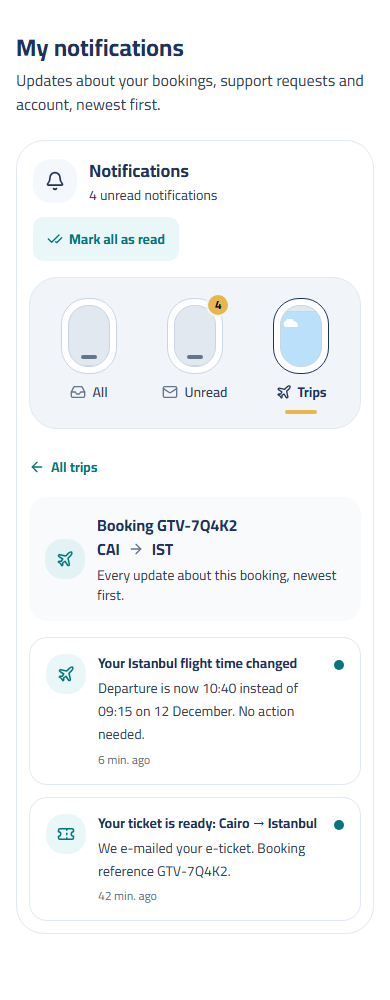 My notifications
Updates about your bookings, support requests and
account, newest first.
Notifications
4 unread notifications
Mark all as read
4
All
Unread
Trips
← All trips
Booking GTV-7Q4K2
CAI → IST
Every update about this booking, newest
first.
Your Istanbul flight time changed
Departure is now 10:40 instead of
09:15 on 12 December. No action
needed.
6 min. ago
Your ticket is ready: Cairo → Istanbul
We e-mailed your e-ticket. Booking
reference GTV-7Q4K2.
42 min. ago